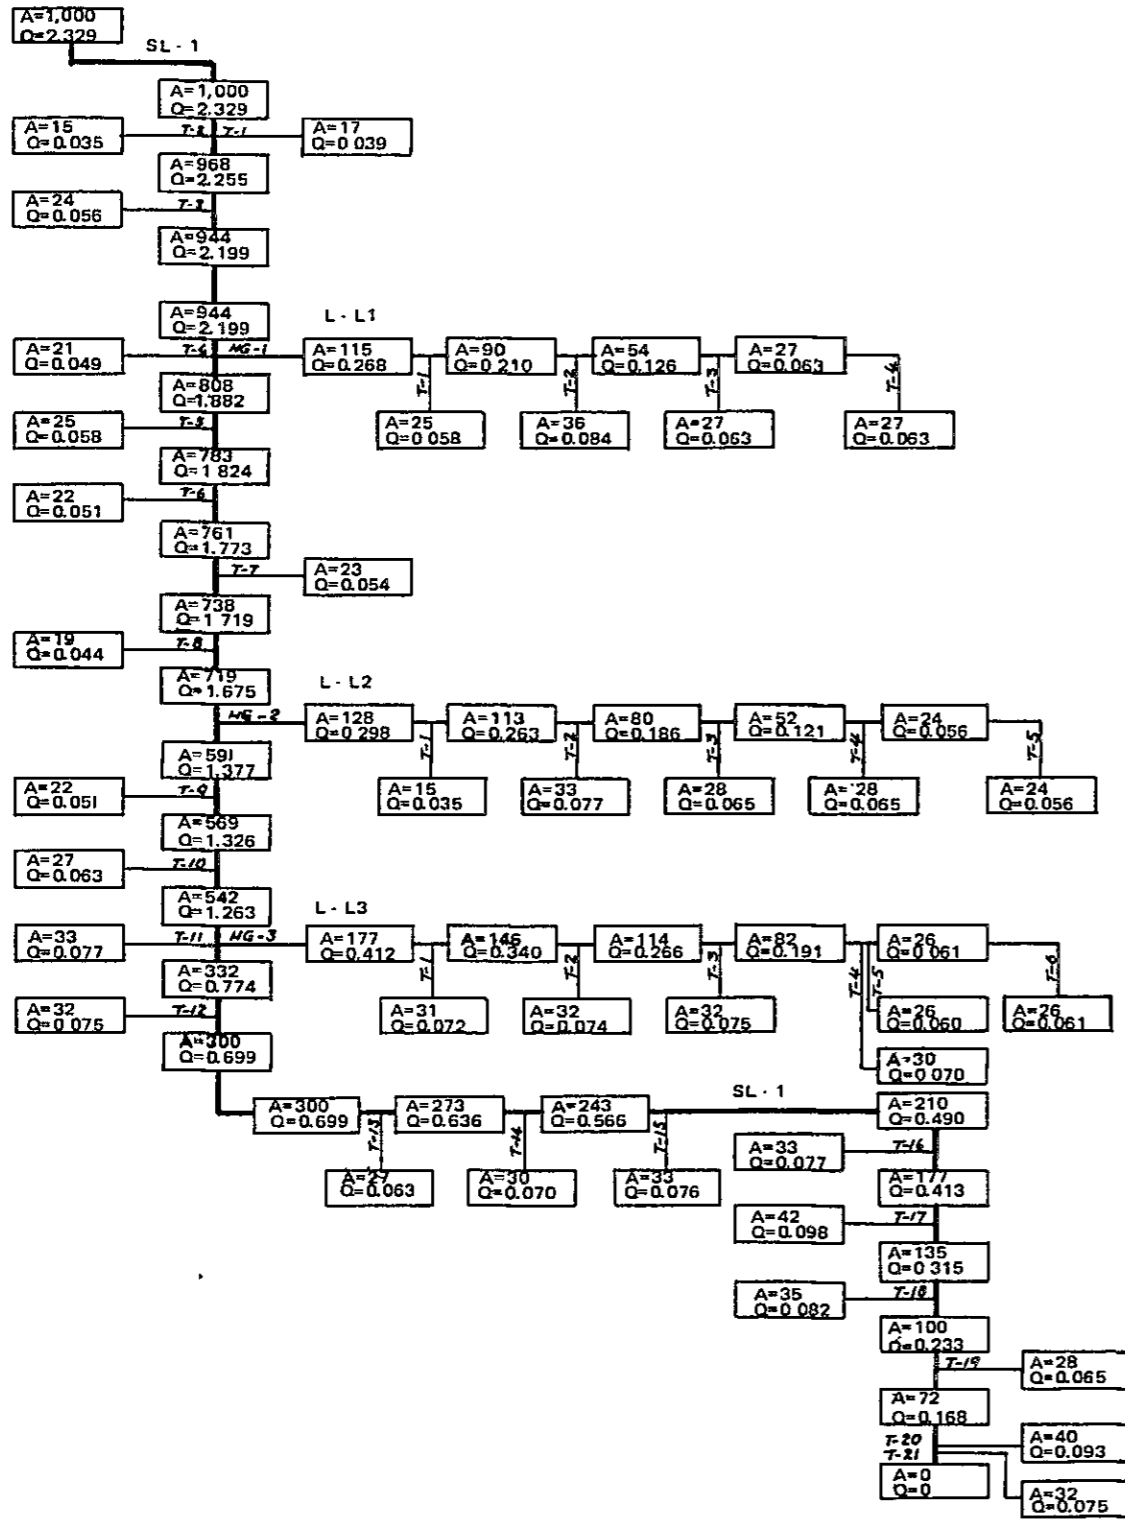 A=1,000
Q=2.329
SL - 1
A=1,000
Q=2.329
A=15
Q=0.035
T-2
T-1
A=17
Q=0 039
A=968
Q=2.255
A=24
Q=0.056
T-3
A=944
Q=2.199
A=944
Q=2.199
L - L1
A=21
Q=0.049
T-4
HG-1
A=115
Q=0.268
A=90
Q=0.210
A=54
Q=0.126
A=27
Q=0.063
T-1
T-2
T-3
T-4
A=808
Q=1.882
A=25
Q=0 058
A=36
Q=0.084
A=27
Q=0.063
A=27
Q=0.063
A=25
Q=0.058
T-5
A=783
Q=1 824
A=22
Q=0.051
T-6
A=761
Q=1.773
T-7
A=23
Q=0.054
A=738
Q=1 719
A=19
Q=0.044
T-8
A=719
Q=1.675
L - L2
HG-2
A=128
Q=0.298
A=113
Q=0.263
A=80
Q=0.186
A=52
Q=0.121
A=24
Q=0.056
T-1
T-2
T-3
T-4
T-5
A=591
Q=1.377
A=15
Q=0.035
A=33
Q=0.077
A=28
Q=0.065
A=28
Q=0.065
A=24
Q=0.056
A=22
Q=0.051
T-9
A=569
Q=1.326
A=27
Q=0.063
T-10
A=542
Q=1.263
L - L3
A=33
Q=0.077
T-11
HG-3
A=177
Q=0.412
A=146
Q=0.340
A=114
Q=0.266
A=82
Q=0.191
A=26
Q=0.061
T-1
T-2
T-3
T-4
T-5
T-6
A=332
Q=0.774
A=31
Q=0.072
A=32
Q=0.074
A=32
Q=0.075
A=26
Q=0.060
A=26
Q=0.061
A=32
Q=0.075
T-12
A=300
Q=0.699
A=30
Q=0.070
SL - 1
A=300
Q=0.699
A=273
Q=0.636
A=243
Q=0.566
A=210
Q=0.490
T-13
T-14
T-15
A=27
Q=0.063
A=30
Q=0.070
A=33
Q=0.076
A=33
Q=0.077
T-16
A=177
Q=0.413
A=42
Q=0.098
T-17
A=135
Q=0 315
A=35
Q=0 082
T-18
A=100
Q=0.233
T-19
A=28
Q=0.065
A=72
Q=0.168
T-20
A=40
Q=0.093
T-21
A=0
Q=0
A=32
Q=0.075